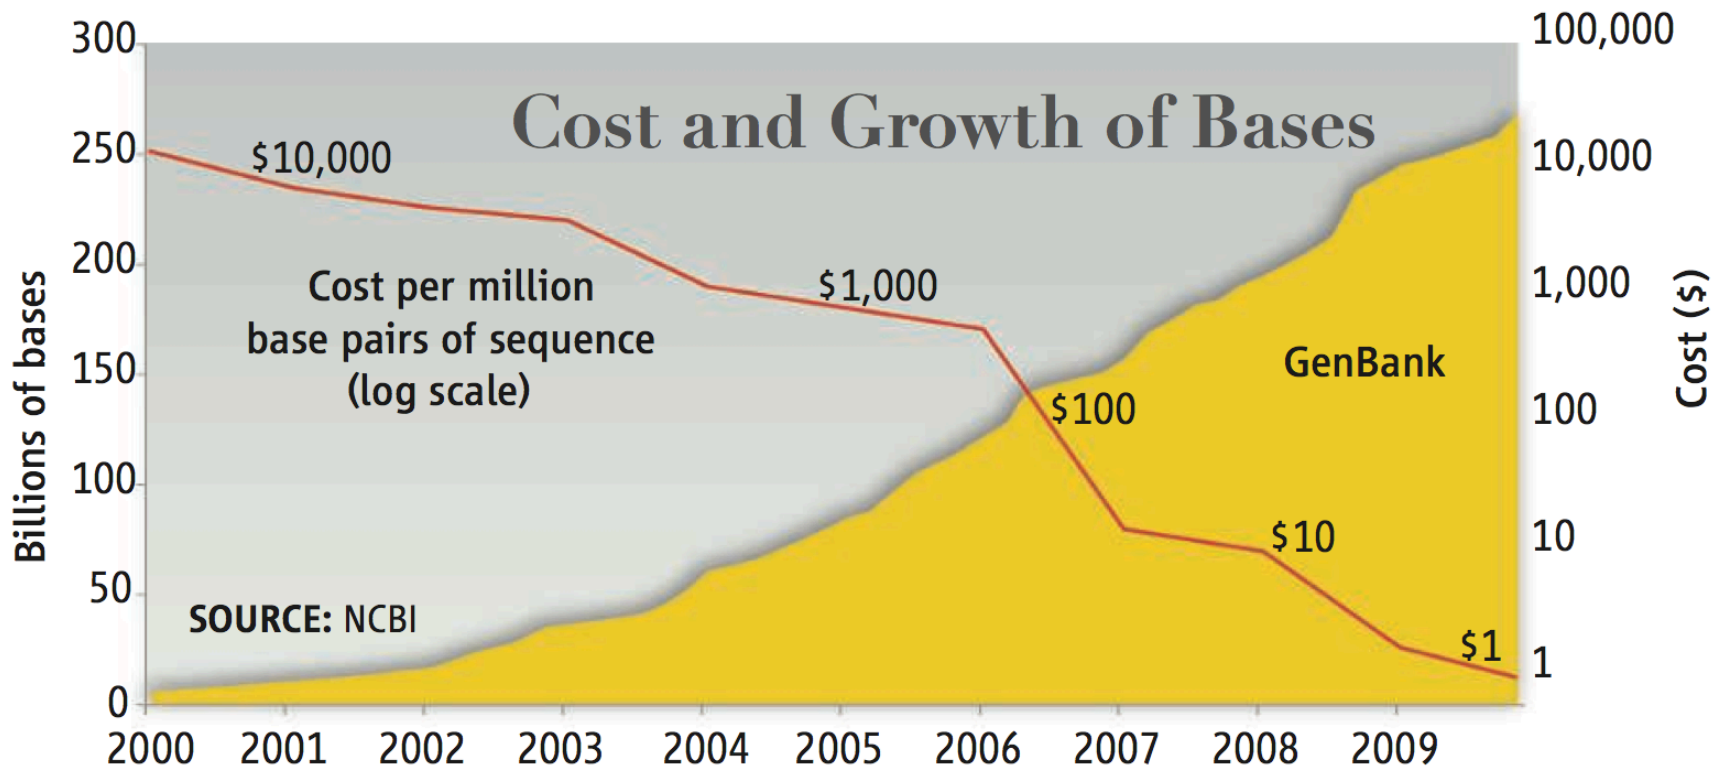 Cost and Growth of Bases
300
250
200
150
100
50
0
Billions of bases
100,000
10,000
1,000
100
10
1
Cost ($)
$10,000
$1,000
$100
$10
$1
Cost per million
base pairs of sequence
(log scale)
GenBank
SOURCE: NCBI
2000 2001 2002 2003 2004 2005 2006 2007 2008 2009